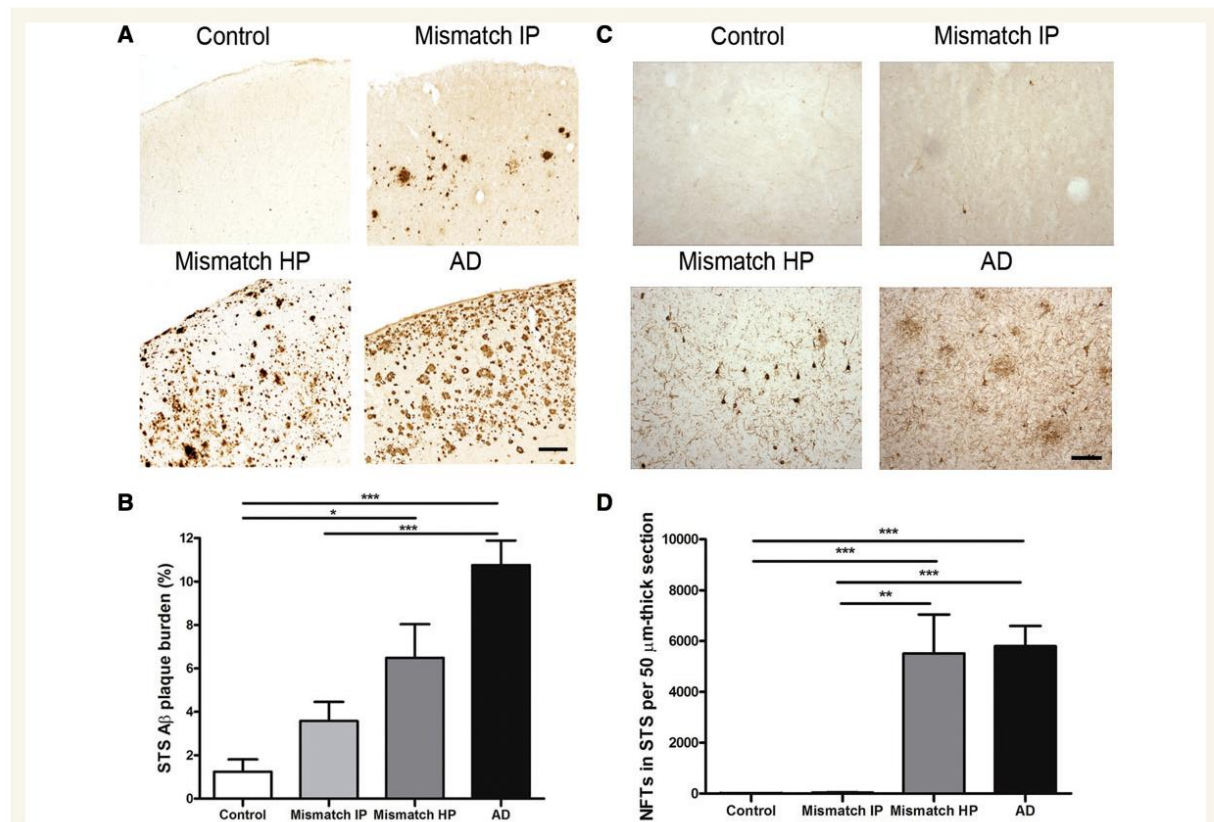 A
Control
Mismatch IP
Mismatch HP
AD
C
Control
Mismatch IP
Mismatch HP
AD
B
STS Aβ plaque burden (%)
12
10
8
6
4
2
0
***
*
***
Control
Mismatch IP
Mismatch HP
AD
D
NFTs in STS per 50 µm-thick section
10000
8000
6000
4000
2000
0
***
***
***
**
Control
Mismatch IP
Mismatch HP
AD